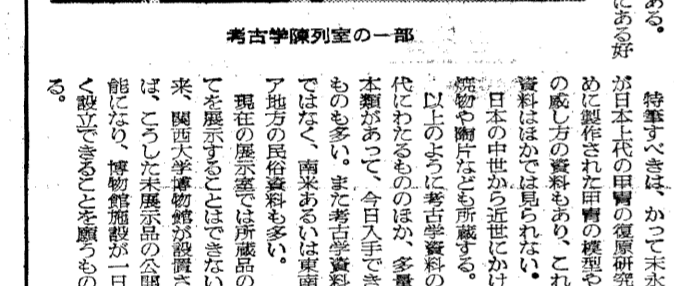 ある。
にある好
考古学陳列室の一部
特筆すべきは、かって末永
が日本上代の甲冑の復原研究
めに製作された甲冑の模型や
の威し方の資料もあり、これ
資料はほかでは見られない。
日本の中世から近世にかけ
焼物や陶片なども所蔵する。
以上のように考古学資料の
代にわたるもののほか、多量
本類があって、今日入手でき
ものも多い。また考古学資料
ではなく、南米あるいは東南
ア地方の民俗資料も多い。
現在の展示室では所蔵品の
てを展示することはできない
来、関西大学博物館が設置さ
ば、こうした未展示品の公開
能になり、博物館施設が一日
く設立できることを願うもの
る。